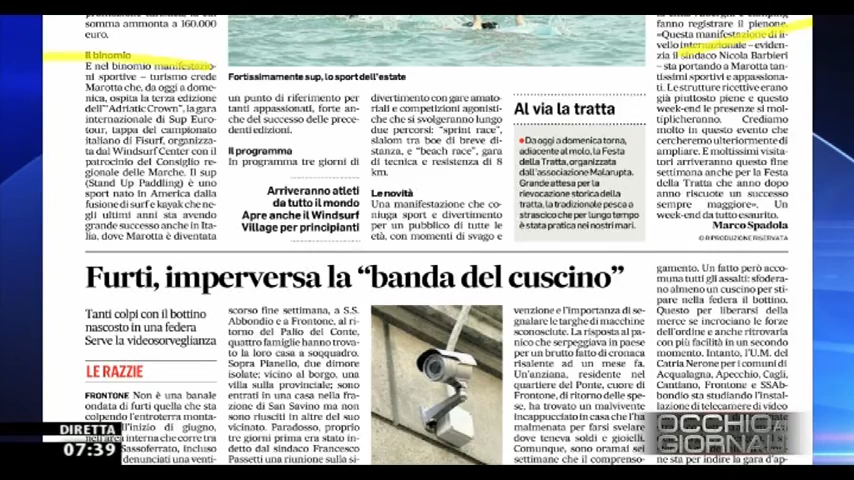 somma ammonta a 160.000
euro.
Il binomio
E nel binomio manifestazio-
ni sportive – turismo crede
Marotta che, da oggi a dome-
nica, ospita la terza edizione
dell'"Adriatic Crown", la gara
internazionale di Sup Euro-
tour, tappa del campionato
italiano di Fisurf, organizza-
ta dal Windsurf Center con il
patrocinio del Consiglio regio-
nale delle Marche. Il sup
(Stand Up Padding) è uno
sport nato in America dalla
fusione di surf e kayak che ne-
gli ultimi anni sta avendo
grande successo anche in Ita-
lia, dove Marotta è diventata
Fortissimamente sup, lo sport dell'estate
un punto di riferimento per
tanti appassionati, forte an-
che del successo delle prece-
denti edizioni.
Il programma
In programma tre giorni di
Arriveranno atleti
da tutto il mondo
Apre anche il Windsurf
Village per principianti
divertimento con gare amato-
riali e competizioni agonisti-
che che si svolgeranno lungo
due percorsi: "sprint race",
slalom tra boe di breve di-
stanza, e "beach race", gara
di tecnica e resistenza di 8
km.
Le novità
Una manifestazione che co-
niuga sport e divertimento
per un pubblico di tutte le
età, con momenti di svago e
Al via la tratta
Da oggi a domenica torna,
adiacente al molo, la Festa
della Tratta, organizzata
dall'associazione Malarupta.
Grande attesa per la
rievocazione storica della
tratta, la tradizionale pesca a
strascico che per lungo tempo
è stata pratica nei nostri mari.
fanno registrare il pienone.
«Questa manifestazione di li-
vello internazionale – eviden-
zia il sindaco Nicola Barbieri
– sta portando a Marotta tan-
tissimi sportivi e appassiona-
ti. Le strutture ricettive erano
già piuttosto piene e questo
week-end le presenze si mol-
tiplicheranno. Crediamo
molto in questo evento che
cercheremo ulteriormente di
ampliare. E moltissimi visita-
tori arriveranno questo fine
settimana anche per la Festa
della Tratta che anno dopo
anno riscuote un successo
sempre maggiore». Un
week-end da tutto esaurito.
Marco Spadola
© RIPRODUZIONE RISERVATA
Furti, imperversa la "banda del cuscino"
Tanti colpi con il bottino
nascosto in una federa
Serve la videosorveglianza
LE RAZZIE
FRONTONE Non è una banale
ondata di furti quella che sta
colpendo l'entroterra monta-
l'inizio di giugno,
nell'area interna che corre tra
Sassoferrato, incluso
denunciati una venti-
scorso fine settimana, a S.S.
Abbondio e a Frontone, al ri-
torno del Palio del Conte,
quattro famiglie hanno trova-
to la loro casa a soqquadro.
Sopra Pianello, due dimore
isolate; vicino al borgo, una
villa sulla provinciale; sono
entrati in una casa nella fra-
zione di San Savino ma non
sono riusciti in altre del suo
vicinato. Paradosso, proprio
tre giorni prima era stato in-
detto dal sindaco Francesco
Passetti una riunione sulla si-
venzione e l'importanza di se-
gnalare le targhe di macchine
sconosciute. La risposta al pa-
nico che serpeggiava in paese
per un brutto fatto di cronaca
risalente ad un mese fa.
Un'anziana, residente nel
quartiere del Ponte, cuore di
Frontone, di ritorno delle spe-
se, ha trovato un malvivente
incappucciato in casa che l'ha
malmenata per farsi svelare
dove teneva soldi e gioielli.
Comunque, sono oramai set-
settimane che il comprenso-
gamento. Un fatto però acco-
muna tutti gli assalti: sfodera-
no almeno un cuscino per sti-
pare nella federa il bottino.
Questo per liberarsi della
merce se incrociano le forze
dell'ordine e anche ritrovarla
con più facilità in un secondo
momento. Intanto, l'U.M. del
Catria Nerone per i comuni di
Acqualagna, Apecchio, Cagli,
Cantiano, Frontone e SSAb-
bondio sta studiando l'instal-
lazione di telecamere di video
ne sta per indire la gara d'ap-
DIRETTA
07:39
OCCHIO AI
GIORNALI